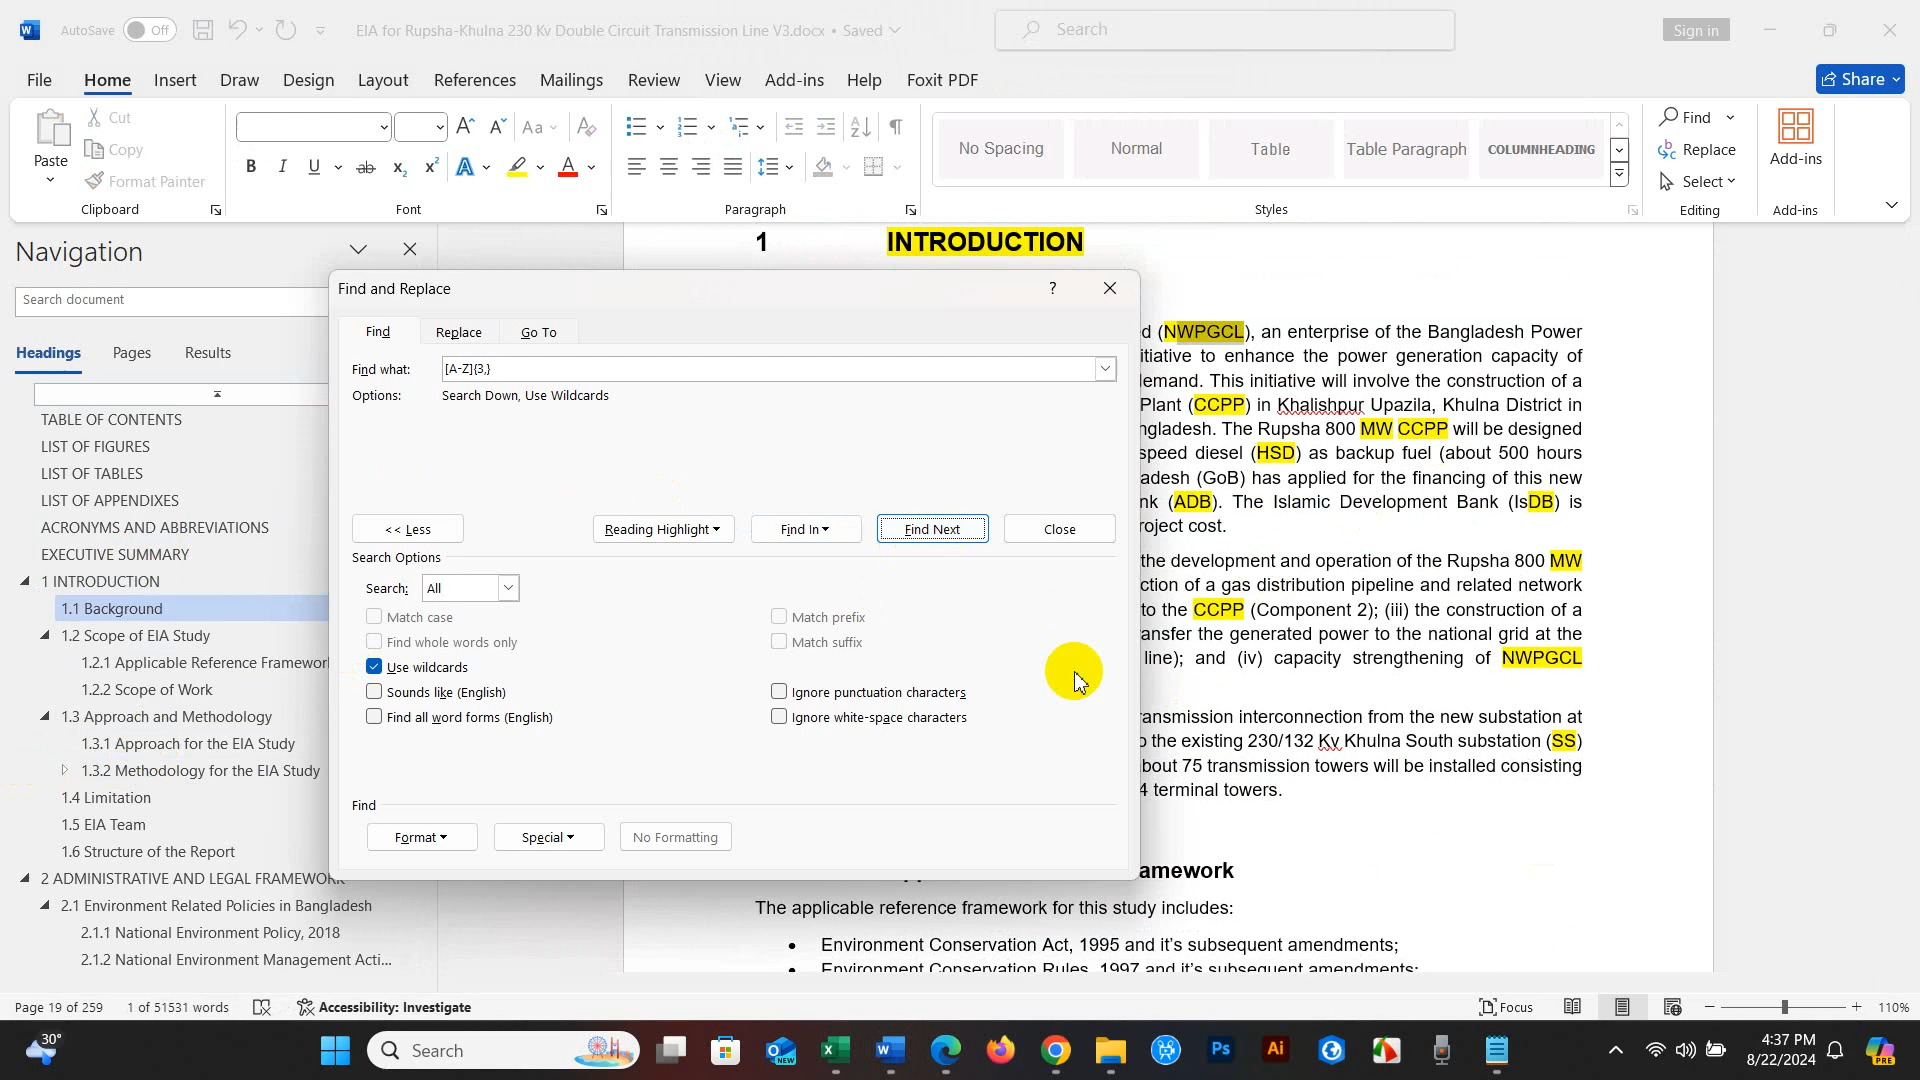 AutoSave Off EIA for Rupsha-Khulna 230 Kv Double Circuit Transmission Line V3.docx • Saved Search Sign in
File Home Insert Draw Design Layout References Mailings Review View Add-ins Help Foxit PDF Share
Paste
Cut
Copy
Format Painter
Clipboard
Font
Paragraph
No Spacing Normal Table Table Paragraph COLUMNHEADING
Styles
Find
Replace
Select
Editing
Add-ins
Add-ins
Navigation
Search document
Headings Pages Results
TABLE OF CONTENTS
LIST OF FIGURES
LIST OF TABLES
LIST OF APPENDIXES
ACRONYMS AND ABBREVIATIONS
EXECUTIVE SUMMARY
1 INTRODUCTION
1.1 Background
1.2 Scope of EIA Study
1.2.1 Applicable Reference Framewor
1.2.2 Scope of Work
1.3 Approach and Methodology
1.3.1 Approach for the EIA Study
1.3.2 Methodology for the EIA Study
1.4 Limitation
1.5 EIA Team
1.6 Structure of the Report
2 ADMINISTRATIVE AND LEGAL FRAMEWORK
2.1 Environment Related Policies in Bangladesh
2.1.1 National Environment Policy, 2018
2.1.2 National Environment Management Acti...
Find and Replace ?
Find Replace Go To
Find what: [A-Z]{3,}
Options: Search Down, Use Wildcards
<< Less Reading Highlight Find In Find Next Close
Search Options
Search: All
Match case Match prefix
Find whole words only Match suffix
Use wildcards
Sounds like (English) Ignore punctuation characters
Find all word forms (English) Ignore white-space characters
Find
Format Special No Formatting
1 INTRODUCTION
d (NWPGCL), an enterprise of the Bangladesh Power
itiative to enhance the power generation capacity of
emand. This initiative will involve the construction of a
Plant (CCPP) in Khalishpur Upazila, Khulna District in
ngladesh. The Rupsha 800 MW CCPP will be designed
speed diesel (HSD) as backup fuel (about 500 hours
adesh (GoB) has applied for the financing of this new
nk (ADB). The Islamic Development Bank (IsDB) is
roject cost.
the development and operation of the Rupsha 800 MW
ction of a gas distribution pipeline and related network
to the CCPP (Component 2); (iii) the construction of a
ansfer the generated power to the national grid at the
line); and (iv) capacity strengthening of NWPGCL
ansmission interconnection from the new substation at
o the existing 230/132 Kv Khulna South substation (SS)
bout 75 transmission towers will be installed consisting
4 terminal towers.
amework
The applicable reference framework for this study includes:
• Environment Conservation Act, 1995 and it's subsequent amendments;
• Environment Conservation Rules, 1997 and it's subsequent amendments;
Page 19 of 259 1 of 51531 words Accessibility: Investigate Focus 110%
30° Search 4:37 PM
8/22/2024